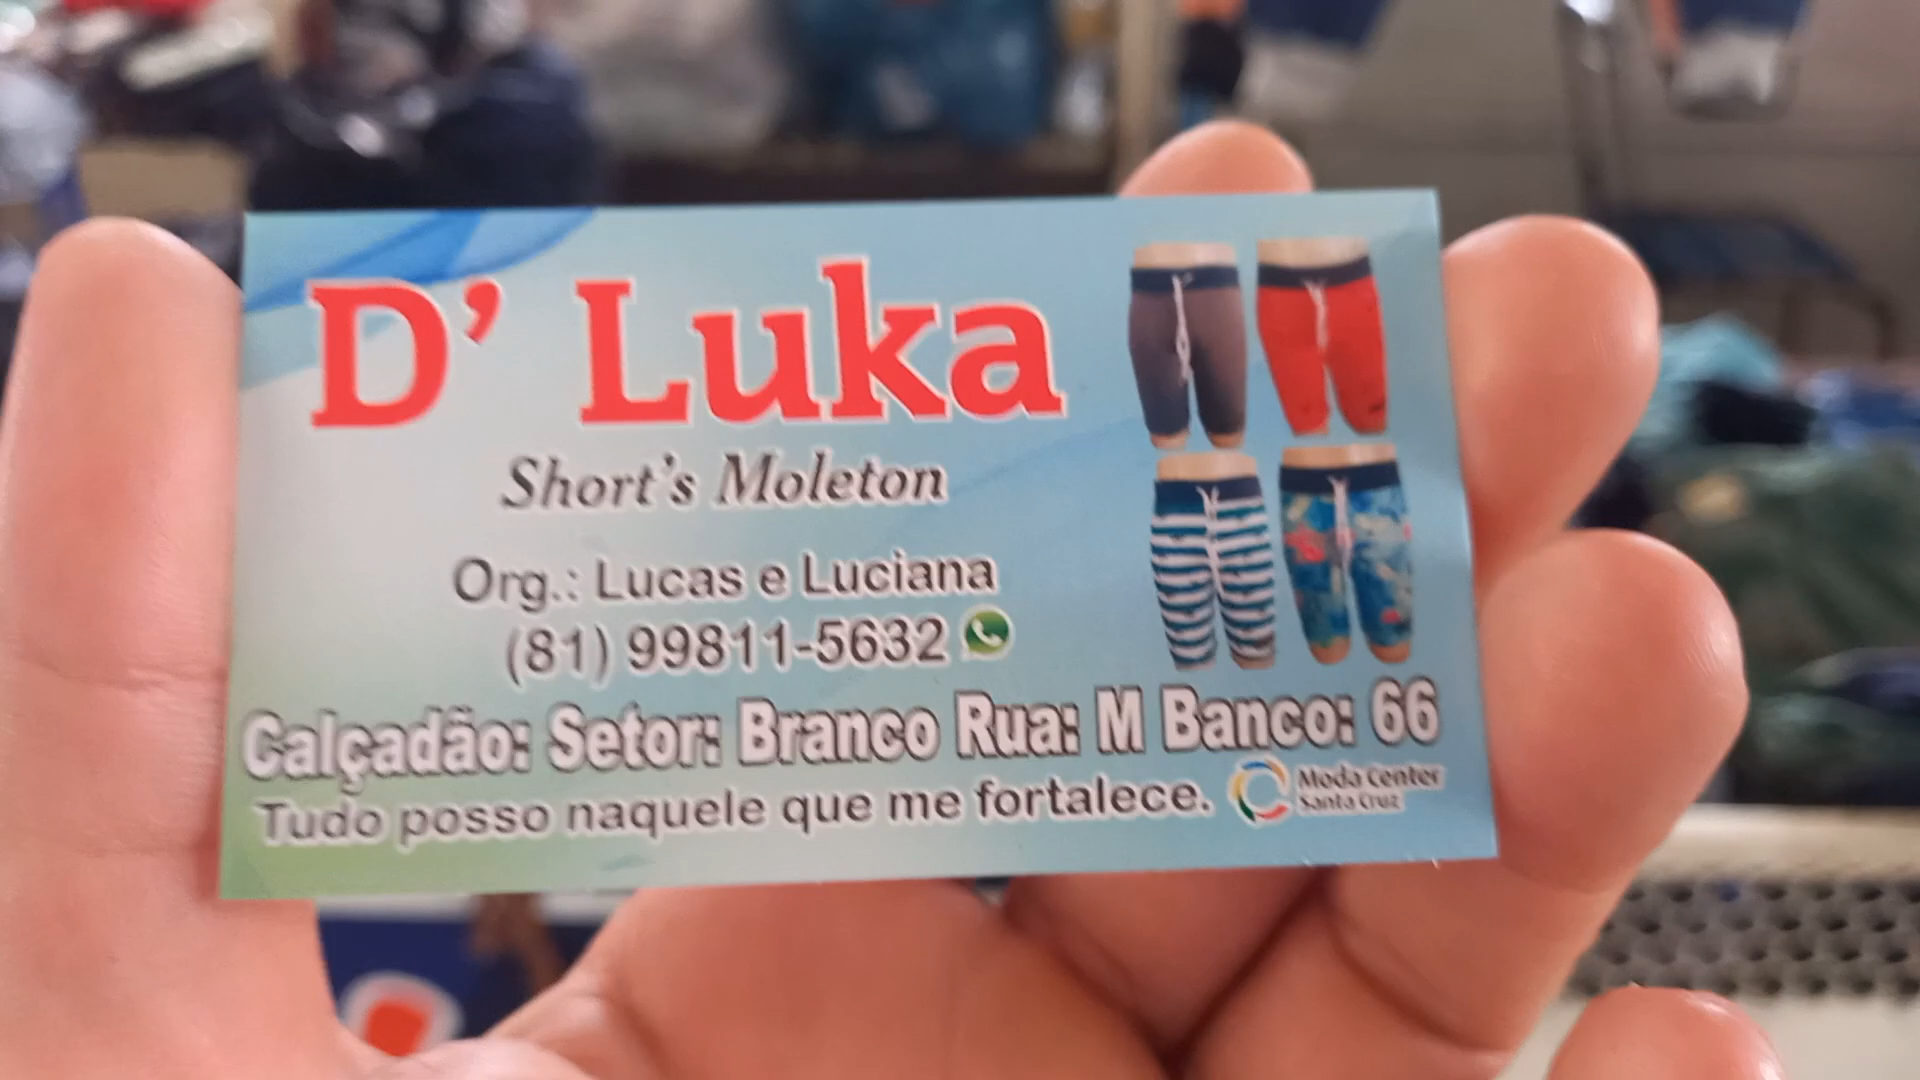 D' Luka
Short's Moleton
Org.: Lucas e Luciana
(81) 99811-5632
Calçadão: Setor: Branco Rua: M Banco: 66
Tudo posso naquele que me fortalece.
Moda Center
Santa Cruz